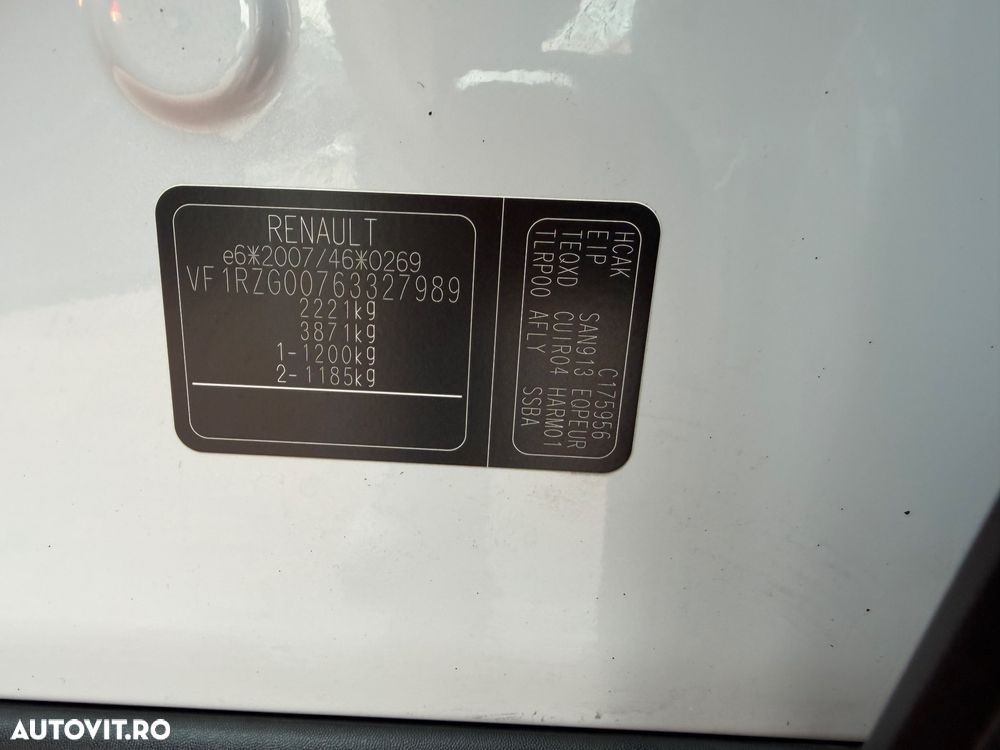 RENAULT
e6*2007/46*0269
VF1RZG00763327989
2221kg
3871kg
1-1200kg
2-1185kg
HCAK C175956
EIP SAN913 EQPEUR
TEQXD CUIR04 HARM01
TLRP00 AFLY SSBA
AUTOVIT.RO